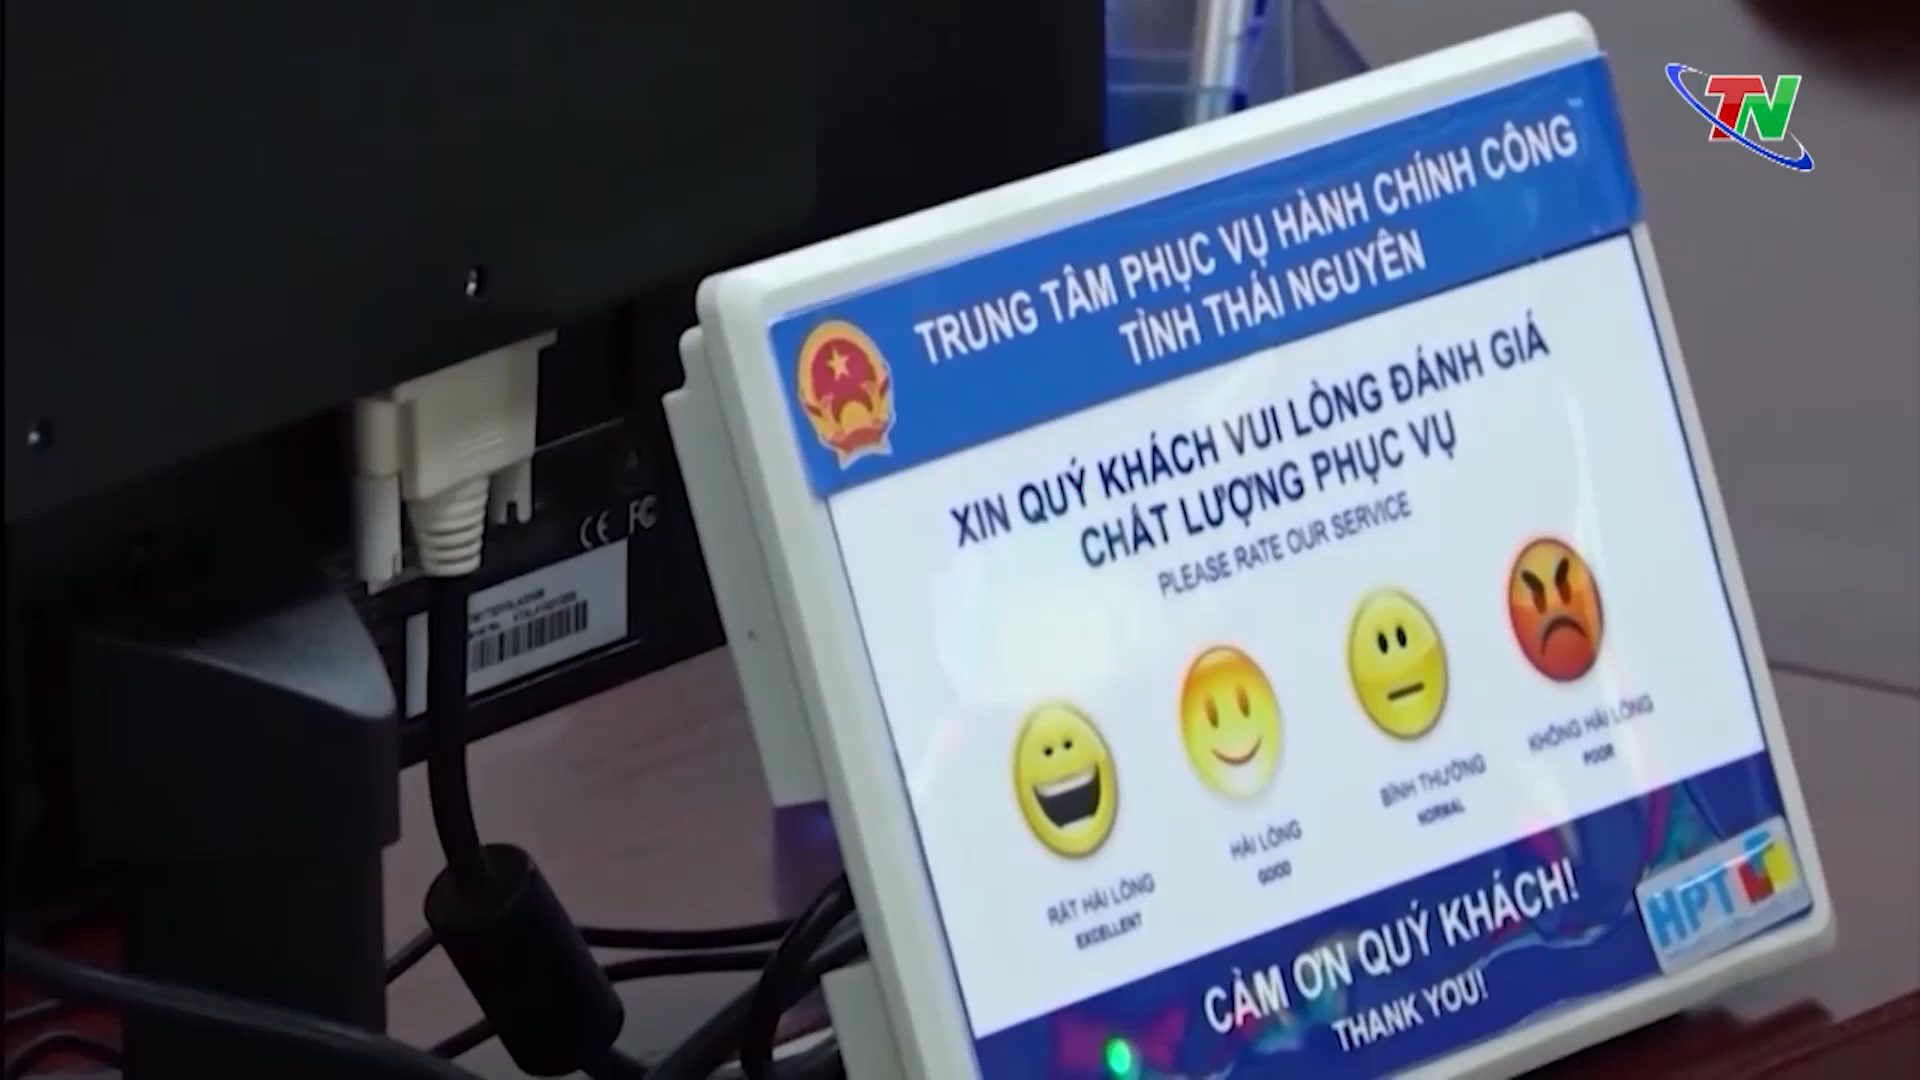 TN
TRUNG TÂM PHỤC VỤ HÀNH CHÍNH CÔNG
TỈNH THÁI NGUYÊN
XIN QUÝ KHÁCH VUI LÒNG ĐÁNH GIÁ
CHẤT LƯỢNG PHỤC VỤ
PLEASE RATE OUR SERVICE
RẤT HÀI LÒNG
EXCELLENT
HÀI LÒNG
GOOD
BÌNH THƯỜNG
NORMAL
KHÔNG HÀI LÒNG
POOR
CẢM ƠN QUÝ KHÁCH!
THANK YOU!
HPT
CE FC